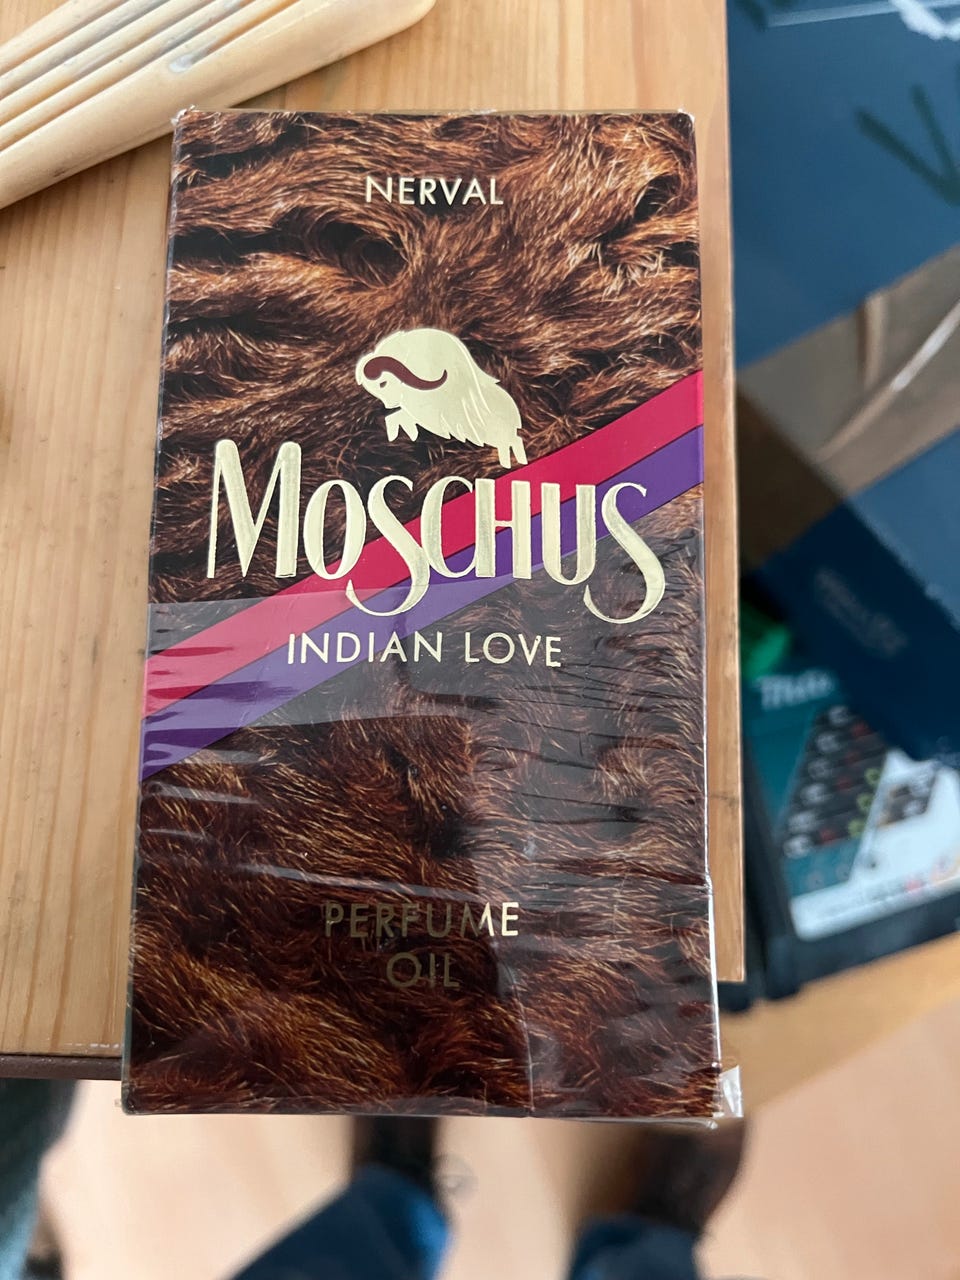 NERVAL
MOSCHUS
INDIAN LOVE
PERFUME
OIL